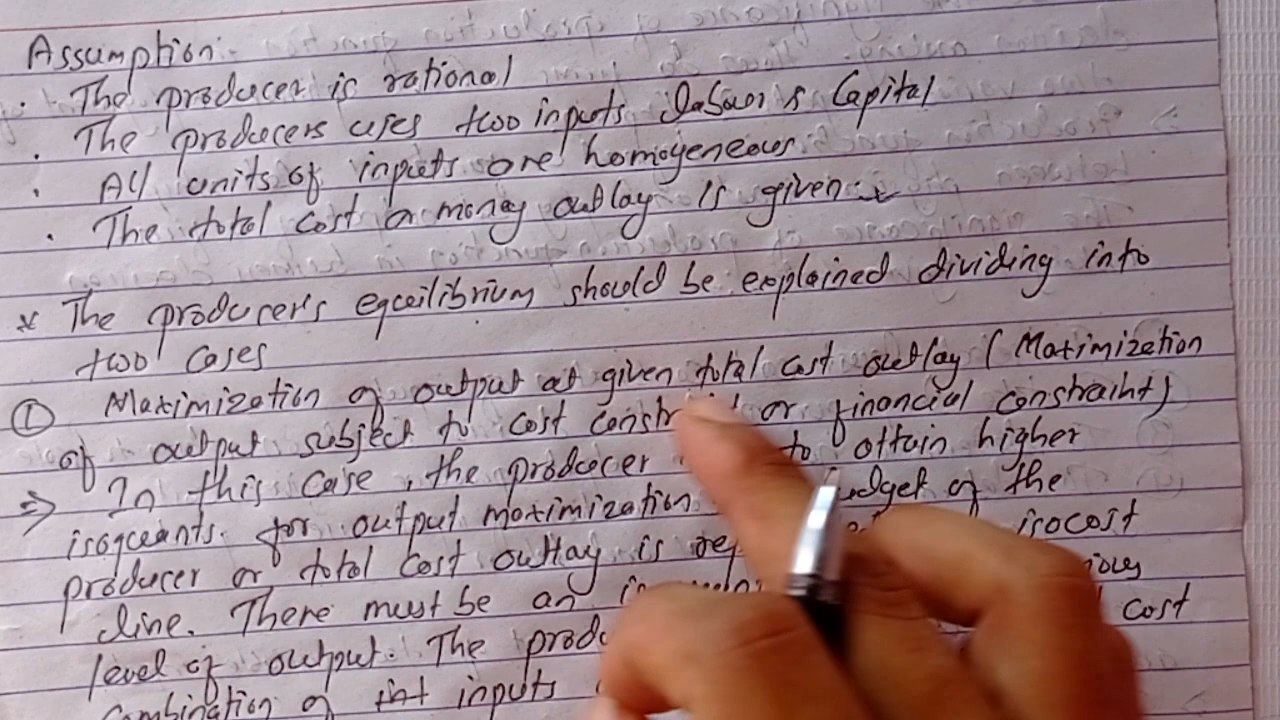 Assumption:
. The producer is rational
. The producers uses two inputs labour & Capital
. All units of inputs are homogeneous
. The total cost or money outlay is given.
* The producer's equilibrium should be explained dividing into
two cases
① Maximization of output at given total cost outlay (Maximization
of output subject to cost or financial constraint)
⇒ In this case, the producer to attain higher
isoquants. for output maximization of the
producer or total cost outlay is isocost
line. There must be an
level of output. The cost
combination of inputs